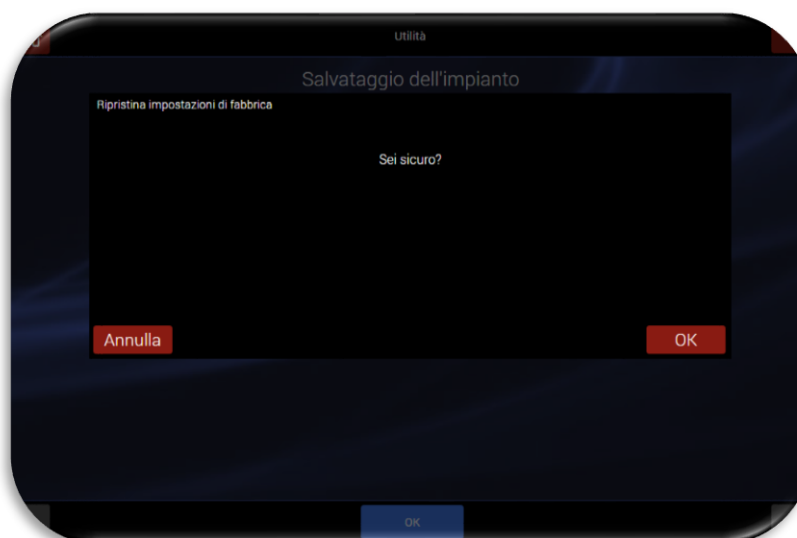 Utilità
Salvataggio dell'impianto
Ripristina impostazioni di fabbrica
Sei sicuro?
Annulla
OK
OK